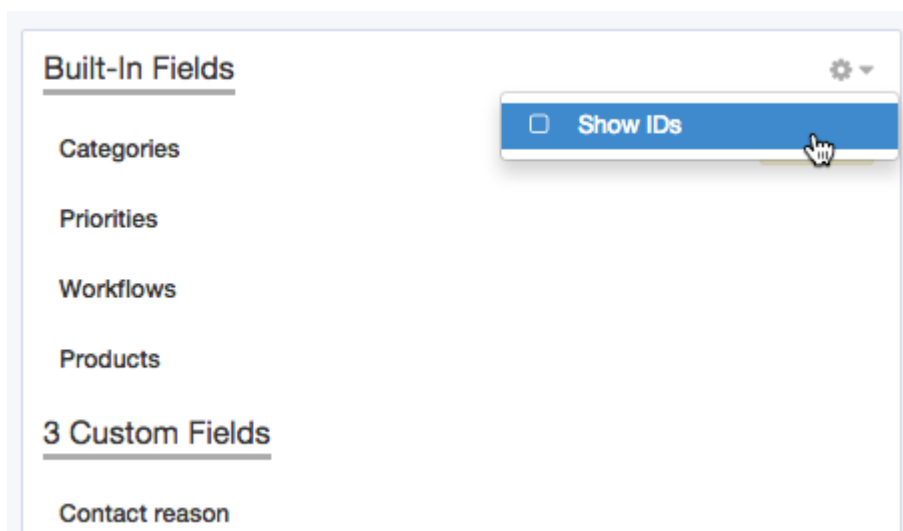 Built-In Fields
Show IDs
Categories
Priorities
Workflows
Products
3 Custom Fields
Contact reason